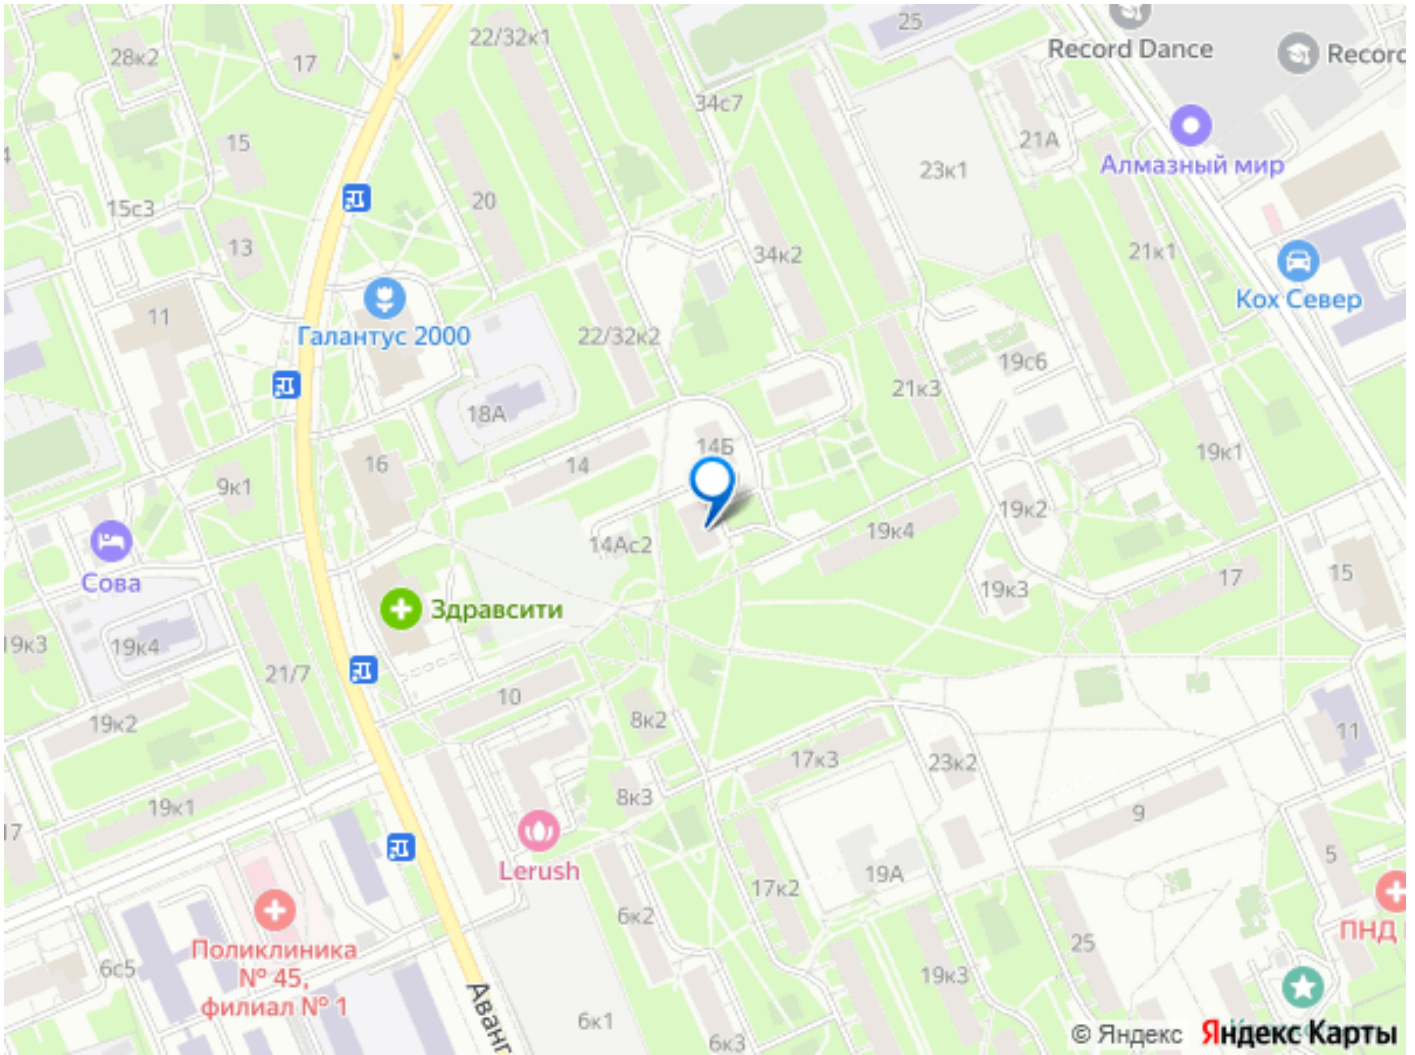 25
22/32к1
Record Dance
Record
28к2
17
34с7
21А
Алмазный мир
15
23к1
4
15с3
20
13
34к2
21к1
Кох Север
11
Галантус 2000
22/32к2
19с6
21к3
18А
14Б
19к1
16
14
9к1
19к2
19к4
14Ас2
Сова
19к3
17
15
Здравсити
19к3
19к4
21/7
10
8к2
19к2
11
17к3
23к2
8к3
19к1
9
17
5
Lerush
19А
17к2
6к2
ПНД
Поликлиника
№ 45,
филиал № 1
25
6с5
19к3
Аванг
6к1
6к3
© Яндекс
Яндекс Карты